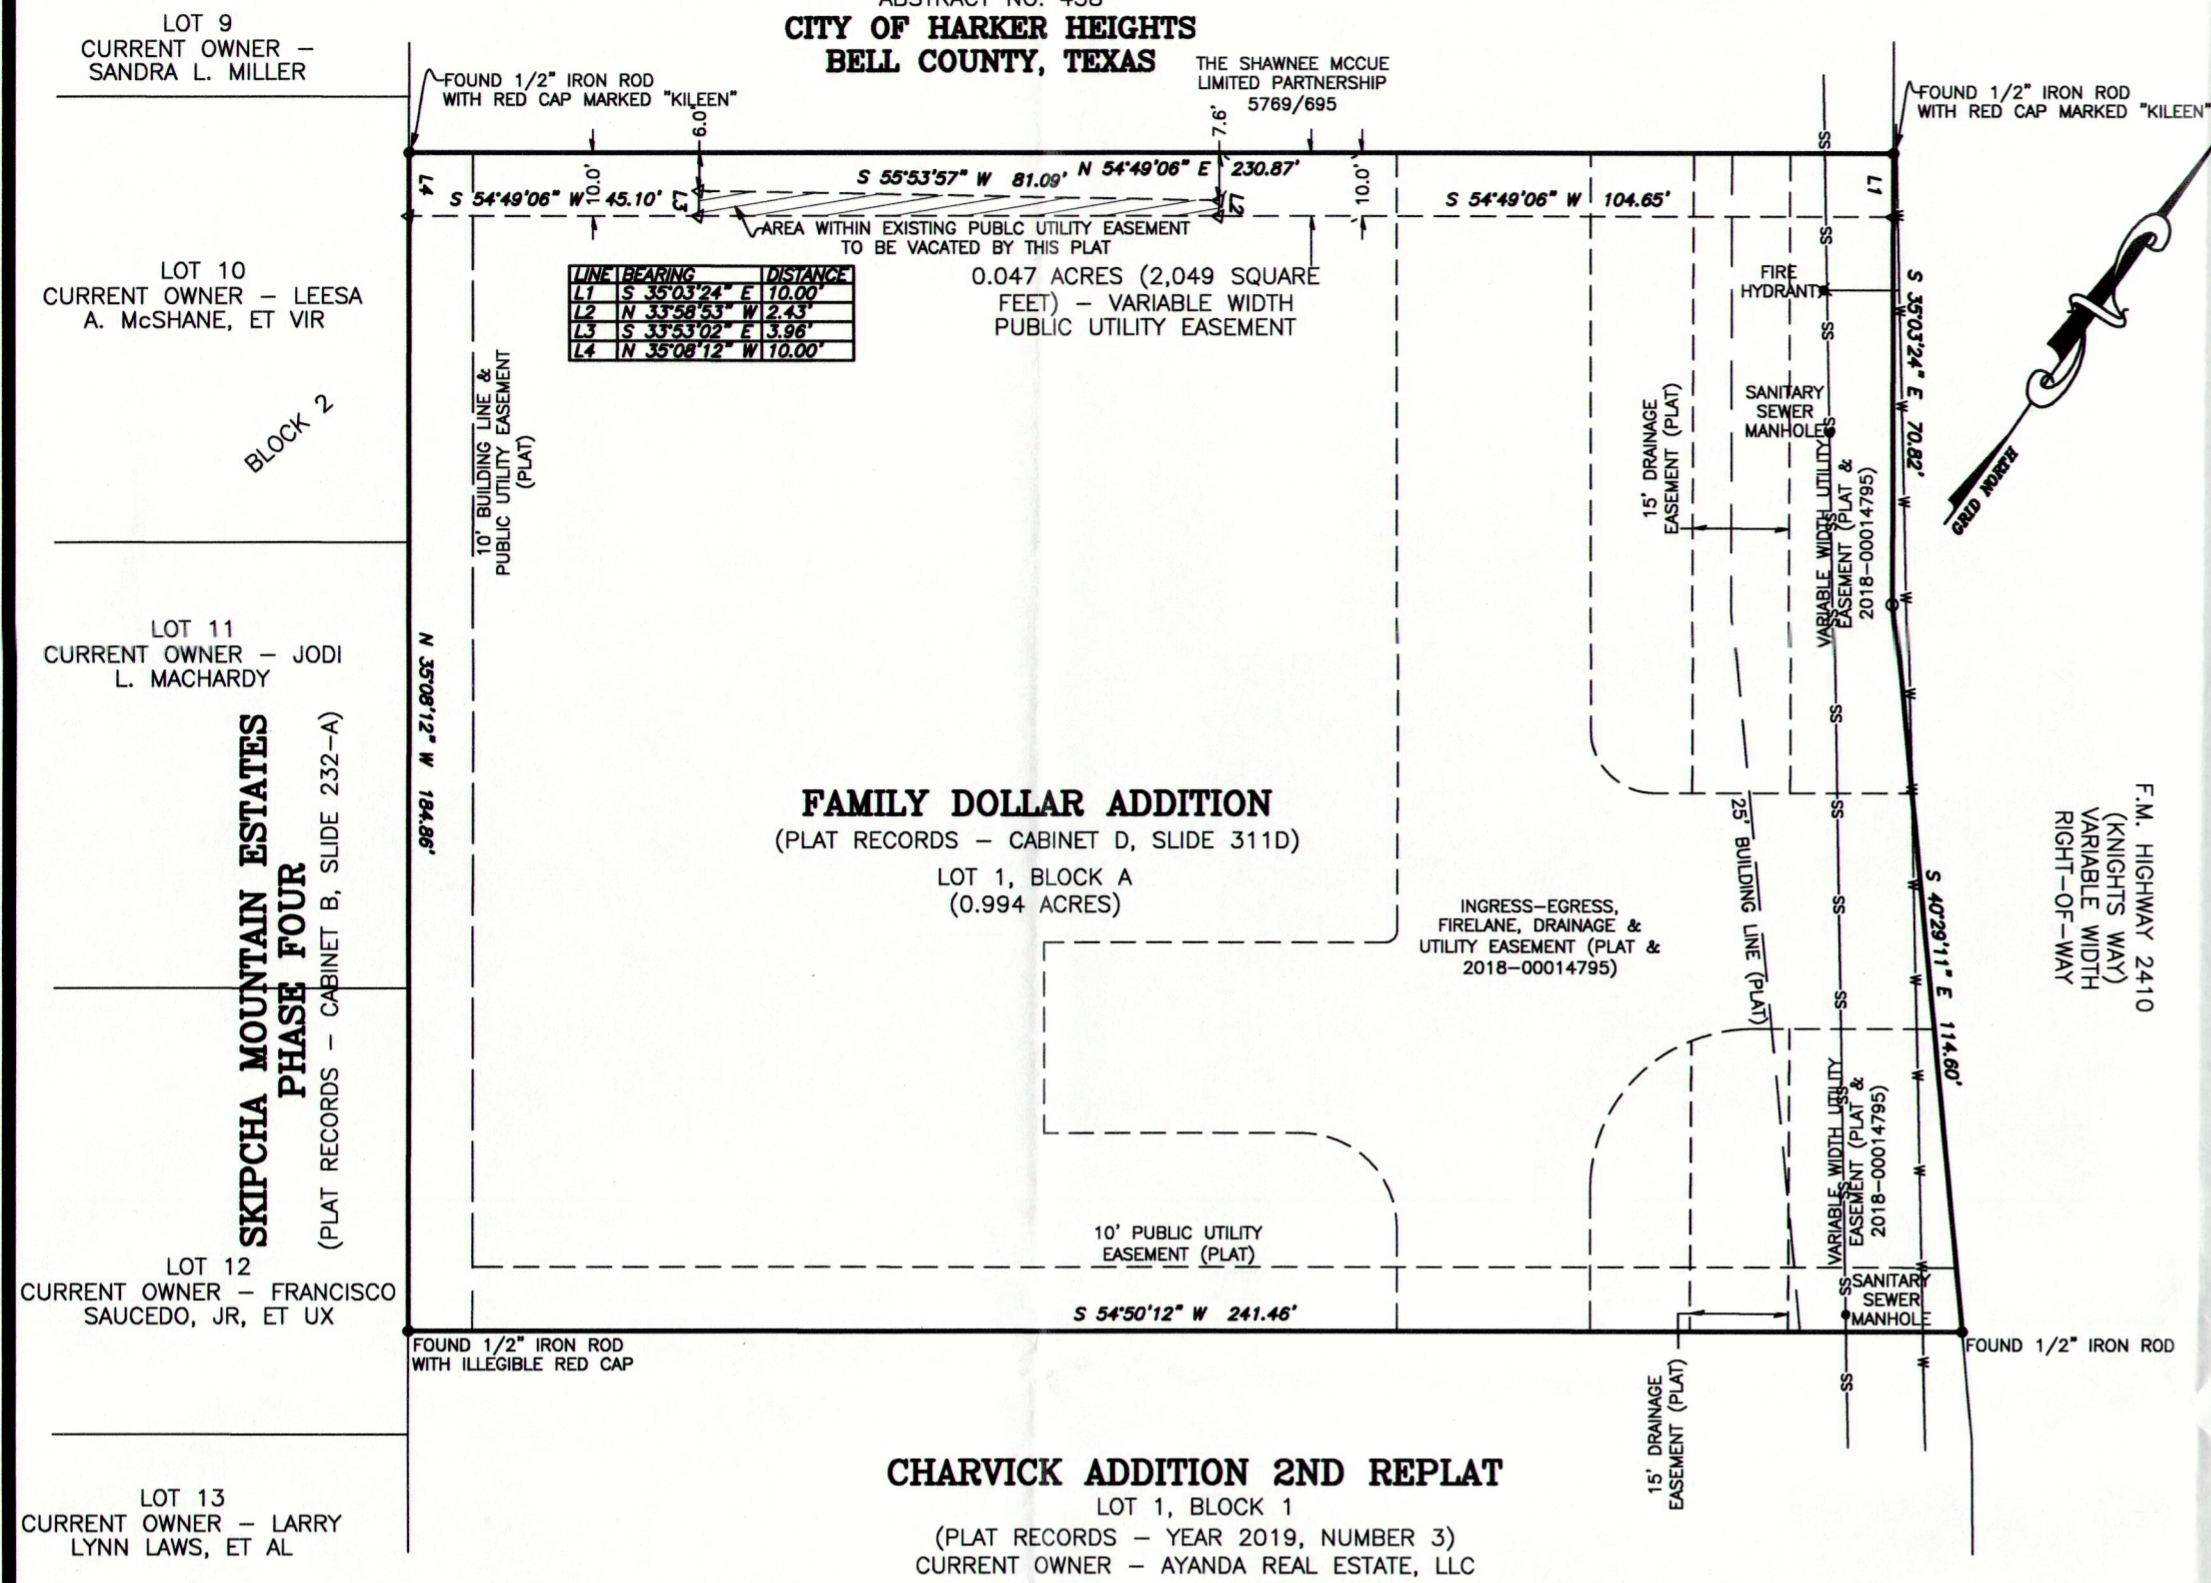 CITY OF HARKER HEIGHTS
BELL COUNTY, TEXAS
LOT 9
CURRENT OWNER –
SANDRA L. MILLER
FOUND 1/2" IRON ROD
WITH RED CAP MARKED "KILEEN"
THE SHAWNEE MCCUE
LIMITED PARTNERSHIP
5769/695
FOUND 1/2" IRON ROD
WITH RED CAP MARKED "KILEEN"
6.0'
7.6'
10.0'
10.0'
S 55°53'57" W 81.09'
N 54°49'06" E 230.87'
L4
S 54°49'06" W 45.10'
L3
L2
S 54°49'06" W 104.65'
L1
AREA WITHIN EXISTING PUBLC UTILITY EASEMENT
TO BE VACATED BY THIS PLAT
LINE BEARING DISTANCE
L1 S 35°03'24" E 10.00'
L2 N 33°58'53" W 2.43'
L3 S 33°53'02" E 3.96'
L4 N 35°08'12" W 10.00'
0.047 ACRES (2,049 SQUARE
FEET) – VARIABLE WIDTH
PUBLIC UTILITY EASEMENT
FIRE
HYDRANT
SANITARY
SEWER
MANHOLE
S 35°03'24" E 70.82'
GRID NORTH
LOT 10
CURRENT OWNER – LEESA
A. McSHANE, ET VIR
BLOCK 2
10' BUILDING LINE &
PUBLIC UTILITY EASEMENT
(PLAT)
15' DRAINAGE
EASEMENT (PLAT)
VARIABLE WIDTH UTILITY
EASEMENT (PLAT &
2018-00014795)
LOT 11
CURRENT OWNER – JODI
L. MACHARDY
N 35°08'12" W 184.86'
SKIPCHA MOUNTAIN ESTATES
PHASE FOUR
(PLAT RECORDS – CABINET B, SLIDE 232-A)
FAMILY DOLLAR ADDITION
(PLAT RECORDS – CABINET D, SLIDE 311D)
LOT 1, BLOCK A
(0.994 ACRES)
INGRESS-EGRESS,
FIRELANE, DRAINAGE &
UTILITY EASEMENT (PLAT &
2018-00014795)
25' BUILDING LINE (PLAT)
S 40°29'11" E 114.60'
F.M. HIGHWAY 2410
(KNIGHTS WAY)
VARIABLE WIDTH
RIGHT-OF-WAY
VARIABLE WIDTH UTILITY
EASEMENT (PLAT &
2018-00014795)
10' PUBLIC UTILITY
EASEMENT (PLAT)
LOT 12
CURRENT OWNER – FRANCISCO
SAUCEDO, JR, ET UX
S 54°50'12" W 241.46'
SANITARY
SEWER
MANHOLE
FOUND 1/2" IRON ROD
WITH ILLEGIBLE RED CAP
FOUND 1/2" IRON ROD
15' DRAINAGE
EASEMENT (PLAT)
CHARVICK ADDITION 2ND REPLAT
LOT 1, BLOCK 1
(PLAT RECORDS – YEAR 2019, NUMBER 3)
CURRENT OWNER – AYANDA REAL ESTATE, LLC
LOT 13
CURRENT OWNER – LARRY
LYNN LAWS, ET AL